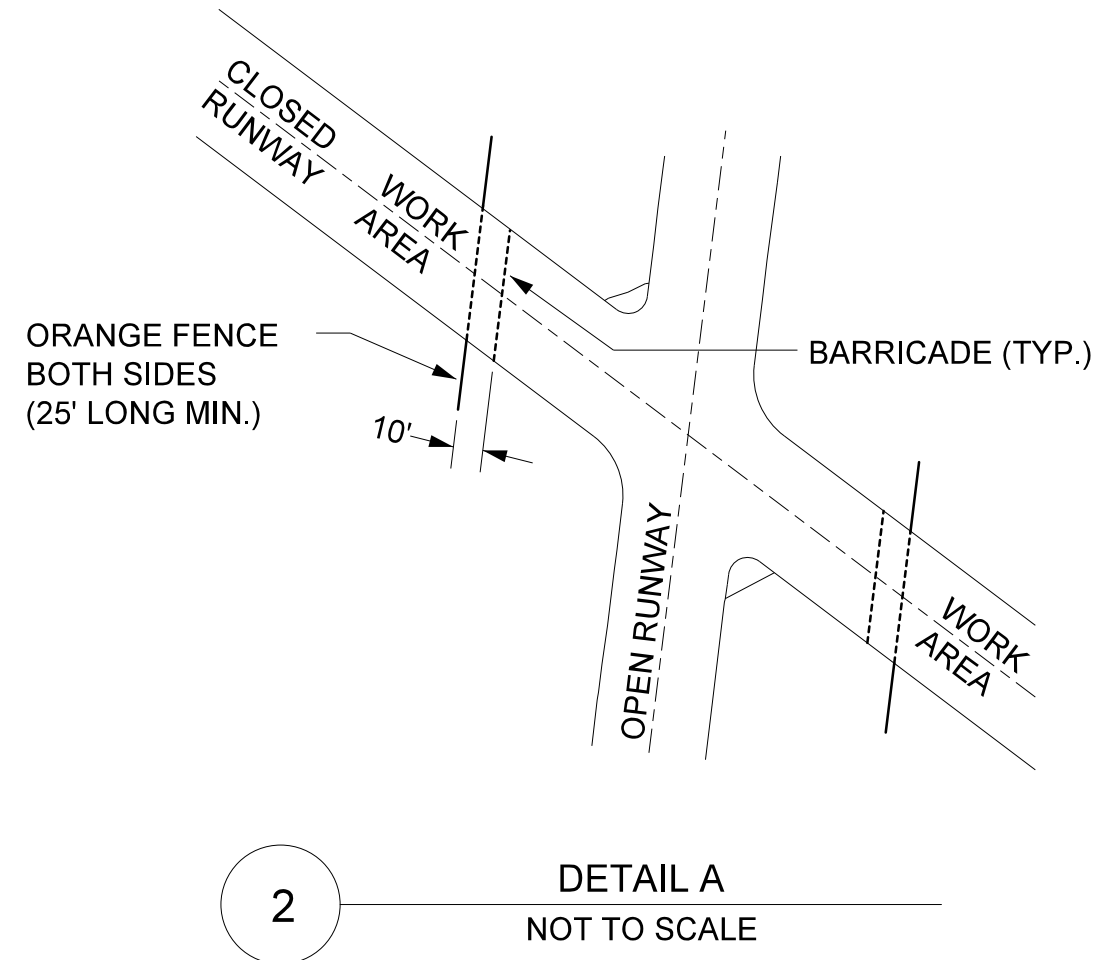 CLOSED
RUNWAY
WORK
AREA
ORANGE FENCE
BOTH SIDES
(25' LONG MIN.)
10'
BARRICADE (TYP.)
OPEN RUNWAY
WORK
AREA
2
DETAIL A
NOT TO SCALE